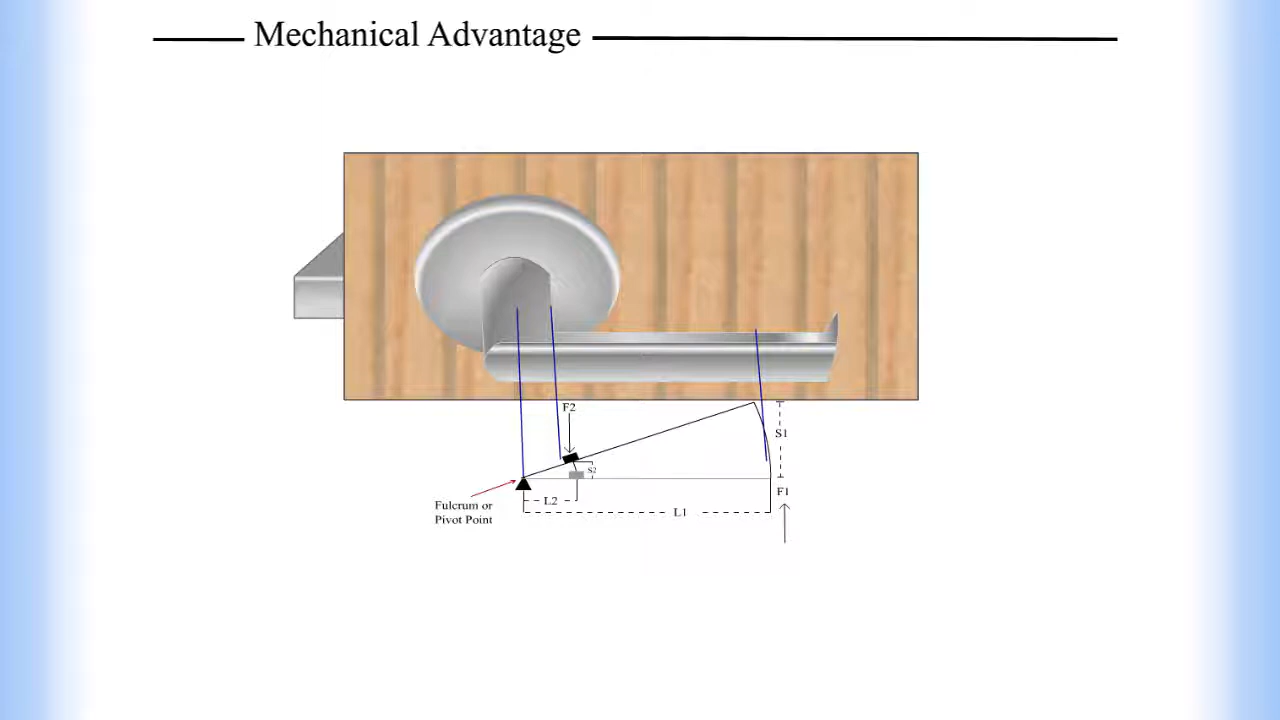 Mechanical Advantage
F2
S1
S2
F1
L2
Fulcrum or
Pivot Point
L1